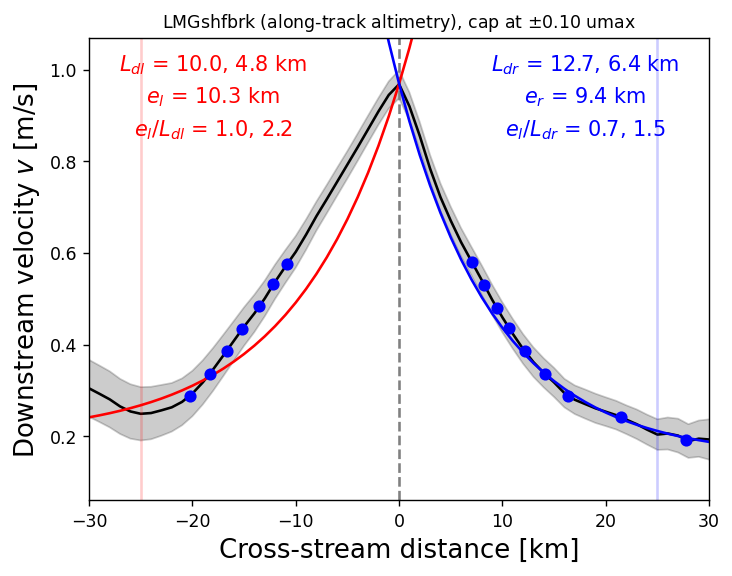 LMGshfbrk (along-track altimetry), cap at ±0.10 umax
L_dl = 10.0, 4.8 km
e_l = 10.3 km
e_l/L_dl = 1.0, 2.2
L_dr = 12.7, 6.4 km
e_r = 9.4 km
e_l/L_dr = 0.7, 1.5
Downstream velocity v [m/s]
1.0
0.8
0.6
0.4
0.2
−30
−20
−10
0
10
20
30
Cross-stream distance [km]